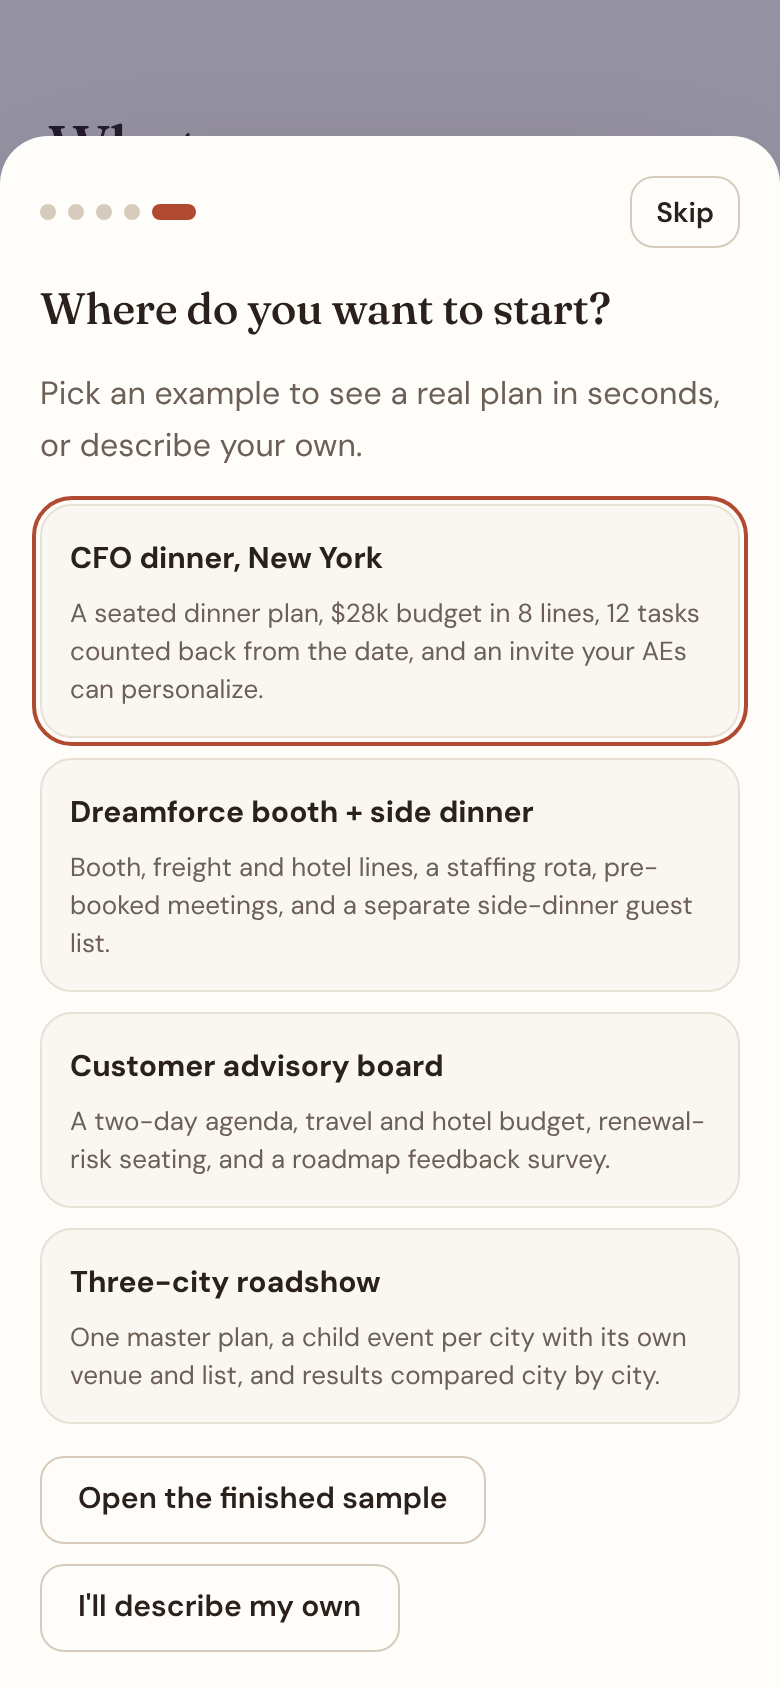 Skip
Where do you want to start?
Pick an example to see a real plan in seconds,
or describe your own.
CFO dinner, New York
A seated dinner plan, $28k budget in 8 lines, 12 tasks
counted back from the date, and an invite your AEs
can personalize.
Dreamforce booth + side dinner
Booth, freight and hotel lines, a staffing rota, pre-
booked meetings, and a separate side-dinner guest
list.
Customer advisory board
A two-day agenda, travel and hotel budget, renewal-
risk seating, and a roadmap feedback survey.
Three-city roadshow
One master plan, a child event per city with its own
venue and list, and results compared city by city.
Open the finished sample
I'll describe my own